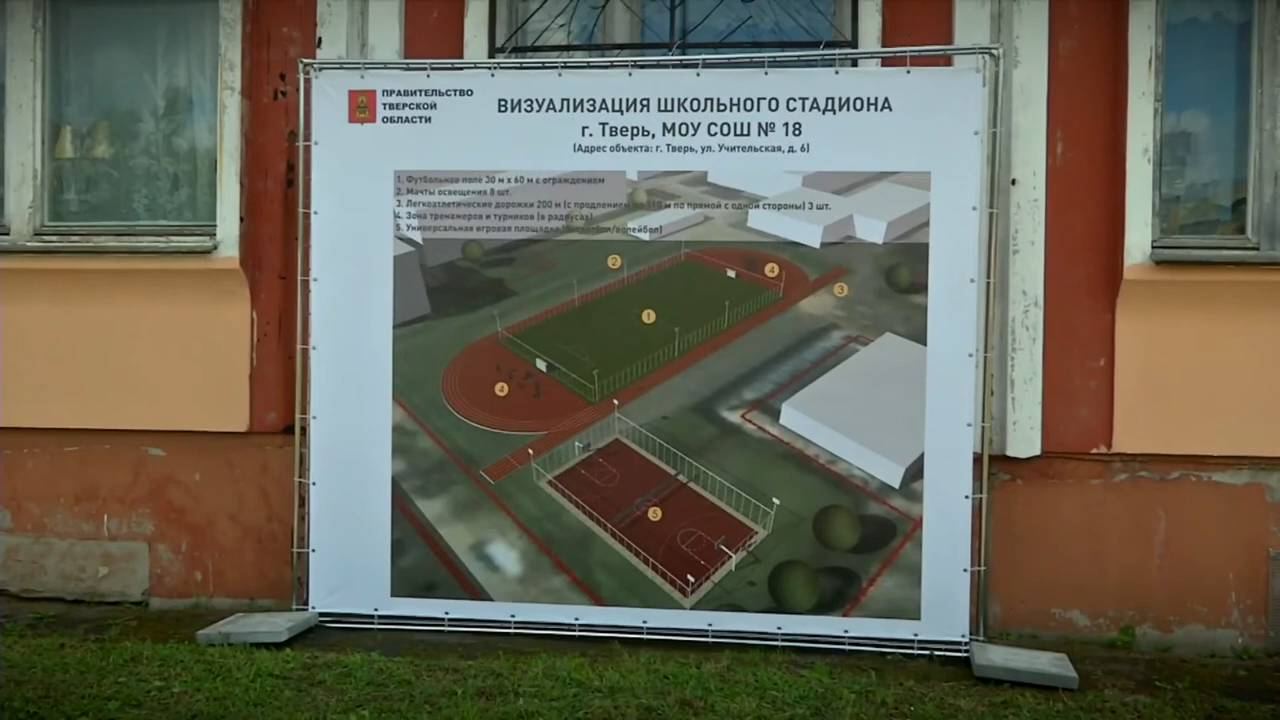 ПРАВИТЕЛЬСТВО
ТВЕРСКОЙ
ОБЛАСТИ
ВИЗУАЛИЗАЦИЯ ШКОЛЬНОГО СТАДИОНА
г. Тверь, МОУ СОШ № 18
(Адрес объекта: г. Тверь, ул. Учительская, д. 6)
1. Футбольное поле 30 м х 60 м с ограждением
2. Мачты освещения 8 шт.
3. Легкоатлетические дорожки 200 м (с продлением м по прямой с одной стороны) 3 шт.
4. Зона тренажеров и турников (в радиусах)
5. Универсальная игровая площадка
2
4
3
1
4
5